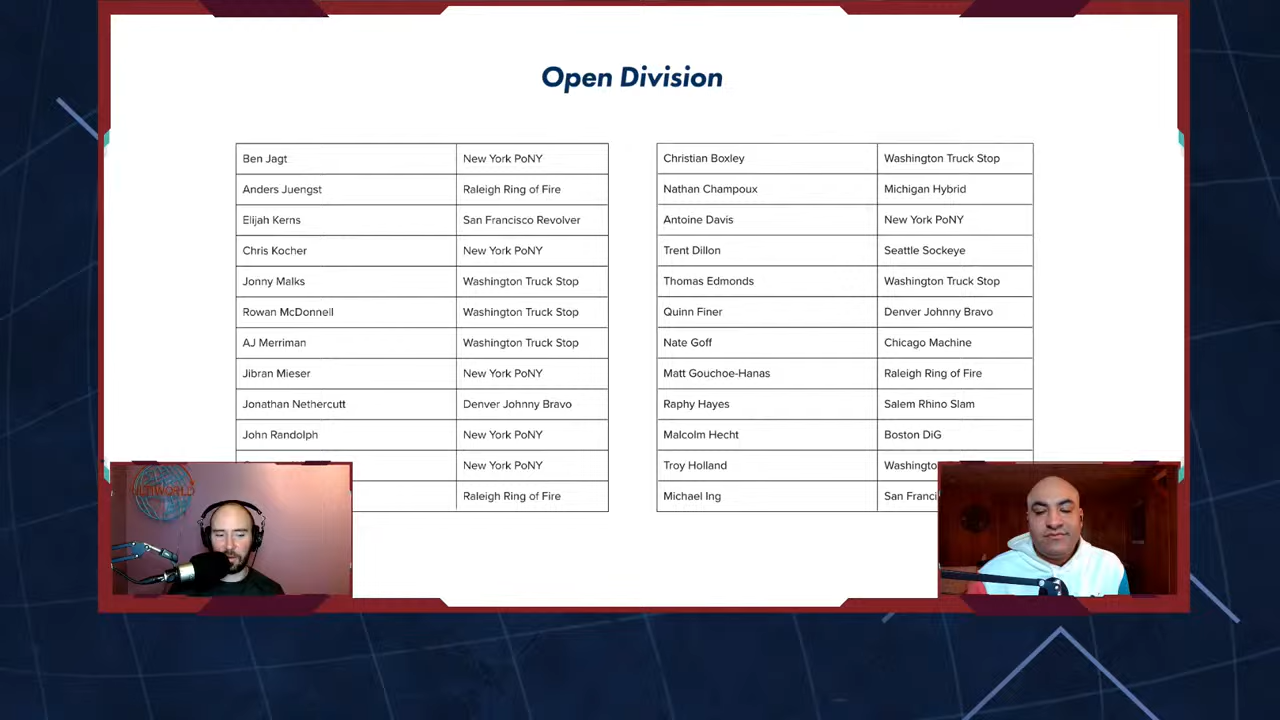 Open Division
Ben Jagt New York PoNY
Anders Juengst Raleigh Ring of Fire
Elijah Kerns San Francisco Revolver
Chris Kocher New York PoNY
Jonny Malks Washington Truck Stop
Rowan McDonnell Washington Truck Stop
AJ Merriman Washington Truck Stop
Jibran Mieser New York PoNY
Jonathan Nethercutt Denver Johnny Bravo
John Randolph New York PoNY
New York PoNY
Raleigh Ring of Fire
Christian Boxley Washington Truck Stop
Nathan Champoux Michigan Hybrid
Antoine Davis New York PoNY
Trent Dillon Seattle Sockeye
Thomas Edmonds Washington Truck Stop
Quinn Finer Denver Johnny Bravo
Nate Goff Chicago Machine
Matt Gouchoe-Hanas Raleigh Ring of Fire
Raphy Hayes Salem Rhino Slam
Malcolm Hecht Boston DiG
Troy Holland Washingto
Michael Ing San Franci
ULTIWORLD